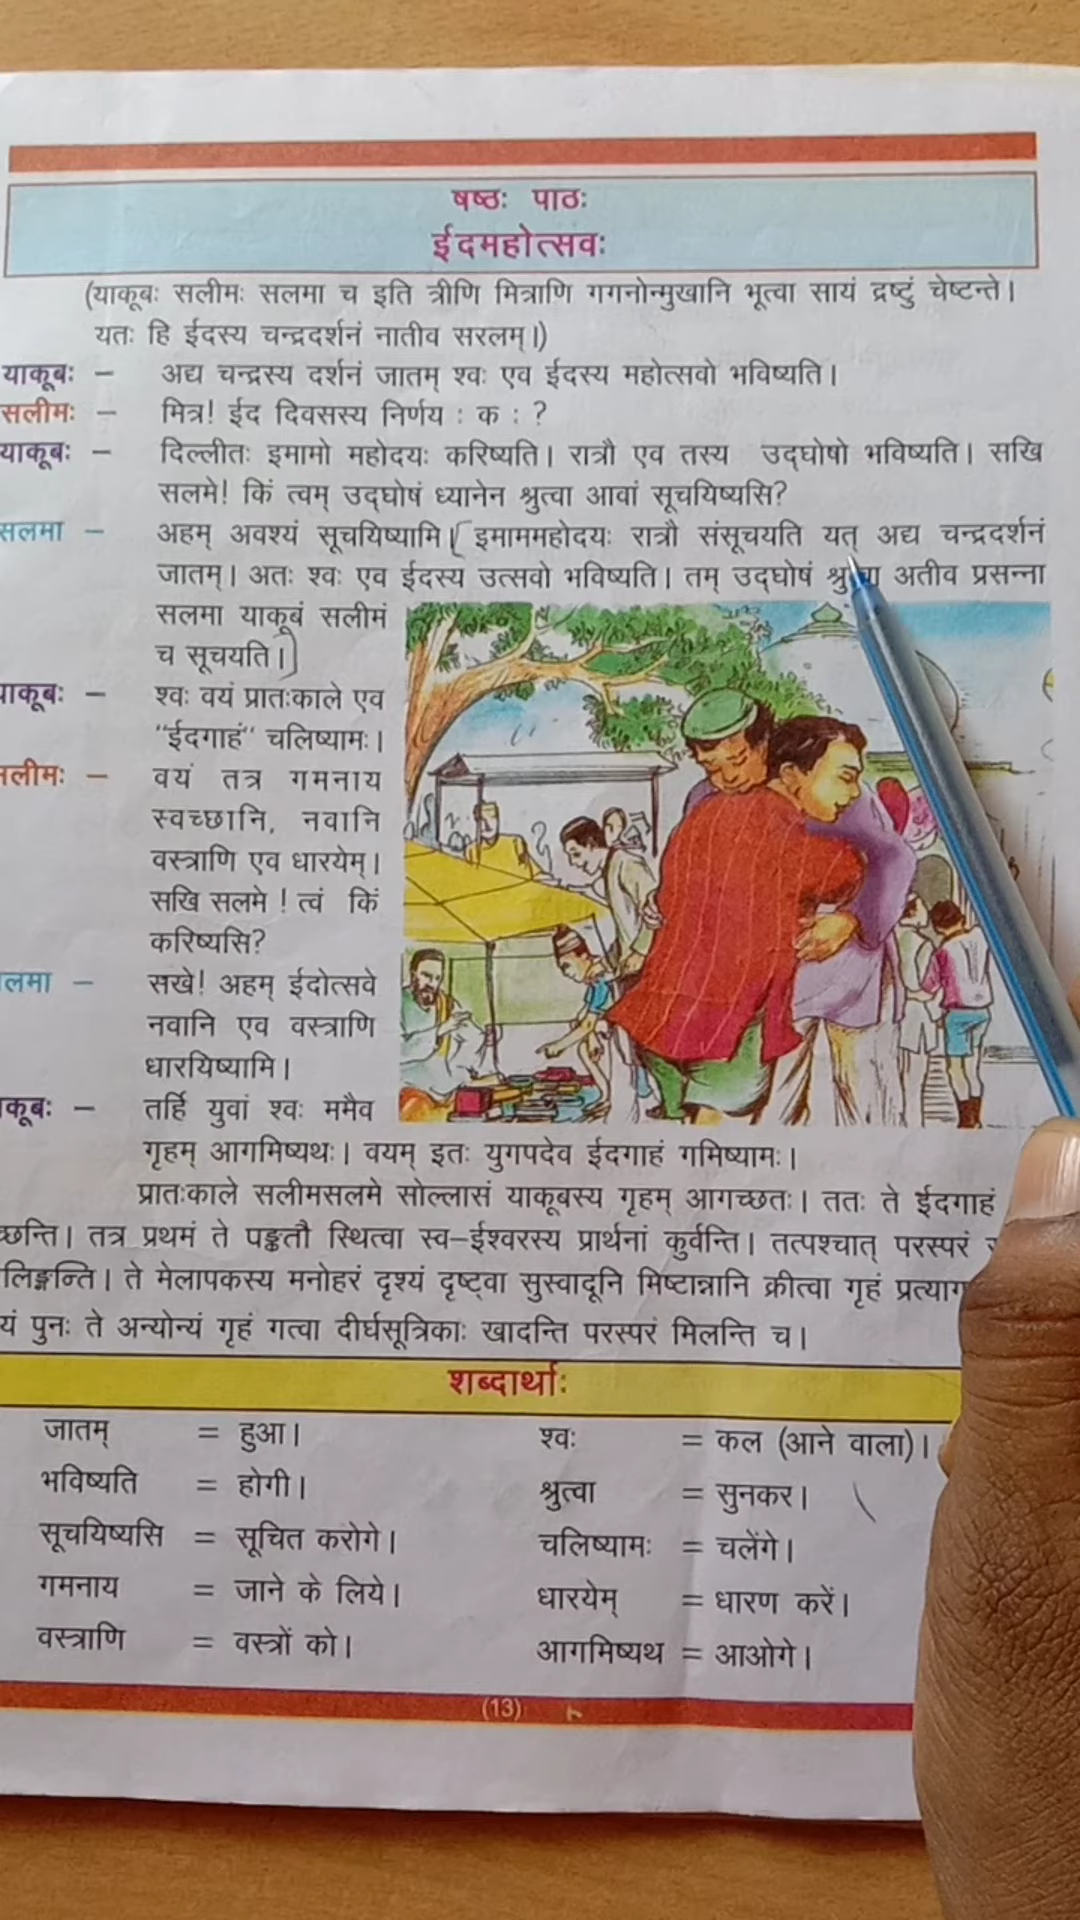 षष्ठः पाठः
ईदमहोत्सवः
(याकूबः सलीमः सलमा च इति त्रीणि मित्राणि गगनोन्मुखानि भूत्वा सायं द्रष्टुं चेष्टन्ते।
यतः हि ईदस्य चन्द्रदर्शनं नातीव सरलम्।)
याकूबः – अद्य चन्द्रस्य दर्शनं जातम् श्वः एव ईदस्य महोत्सवो भविष्यति।
सलीमः – मित्र! ईद दिवसस्य निर्णय : क : ?
याकूबः – दिल्लीतः इमामो महोदयः करिष्यति। रात्रौ एव तस्य उद्घोषो भविष्यति। सखि
सलमे! किं त्वम् उद्घोषं ध्यानेन श्रुत्वा आवां सूचयिष्यसि?
सलमा – अहम् अवश्यं सूचयिष्यामि। [इमाममहोदयः रात्रौ संसूचयति यत् अद्य चन्द्रदर्शनं
जातम्। अतः श्वः एव ईदस्य उत्सवो भविष्यति। तम् उद्घोषं अतीव प्रसन्ना
सलमा याकूबं सलीमं
च सूचयति।]
याकूबः – श्वः वयं प्रातःकाले एव
"ईदगाहं" चलिष्यामः।
लीमः – वयं तत्र गमनाय
स्वच्छानि, नवानि
वस्त्राणि एव धारयेम्।
सखि सलमे ! त्वं किं
करिष्यसि?
लमा – सखे! अहम् ईदोत्सवे
नवानि एव वस्त्राणि
धारयिष्यामि।
कूबः – तर्हि युवां श्वः ममैव
गृहम् आगमिष्यथः। वयम् इतः युगपदेव ईदगाहं गमिष्यामः।
प्रातःकाले सलीमसलमे सोल्लासं याकूबस्य गृहम् आगच्छतः। ततः ते ईदगाहं
च्छन्ति। तत्र प्रथमं ते पङ्कतौ स्थित्वा स्व-ईश्वरस्य प्रार्थनां कुर्वन्ति। तत्पश्चात् परस्परं
लिङ्गन्ति। ते मेलापकस्य मनोहरं दृश्यं दृष्ट्वा सुस्वादूनि मिष्टान्नानि क्रीत्वा गृहं
यं पुनः ते अन्योन्यं गृहं गत्वा दीर्घसूत्रिकाः खादन्ति परस्परं मिलन्ति च।
शब्दार्थाः
जातम् = हुआ। श्वः = कल (आने वाला)।
भविष्यति = होगी। श्रुत्वा = सुनकर।
सूचयिष्यसि = सूचित करोगे। चलिष्यामः = चलेंगे।
गमनाय = जाने के लिये। धारयेम् = धारण करें।
वस्त्राणि = वस्त्रों को। आगमिष्यथ = आओगे।
(13)